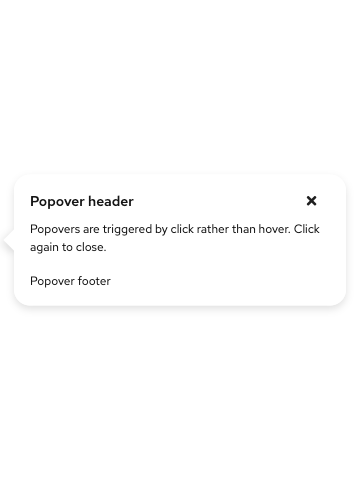 Popover header
Popovers are triggered by click rather than hover. Click
again to close.
Popover footer